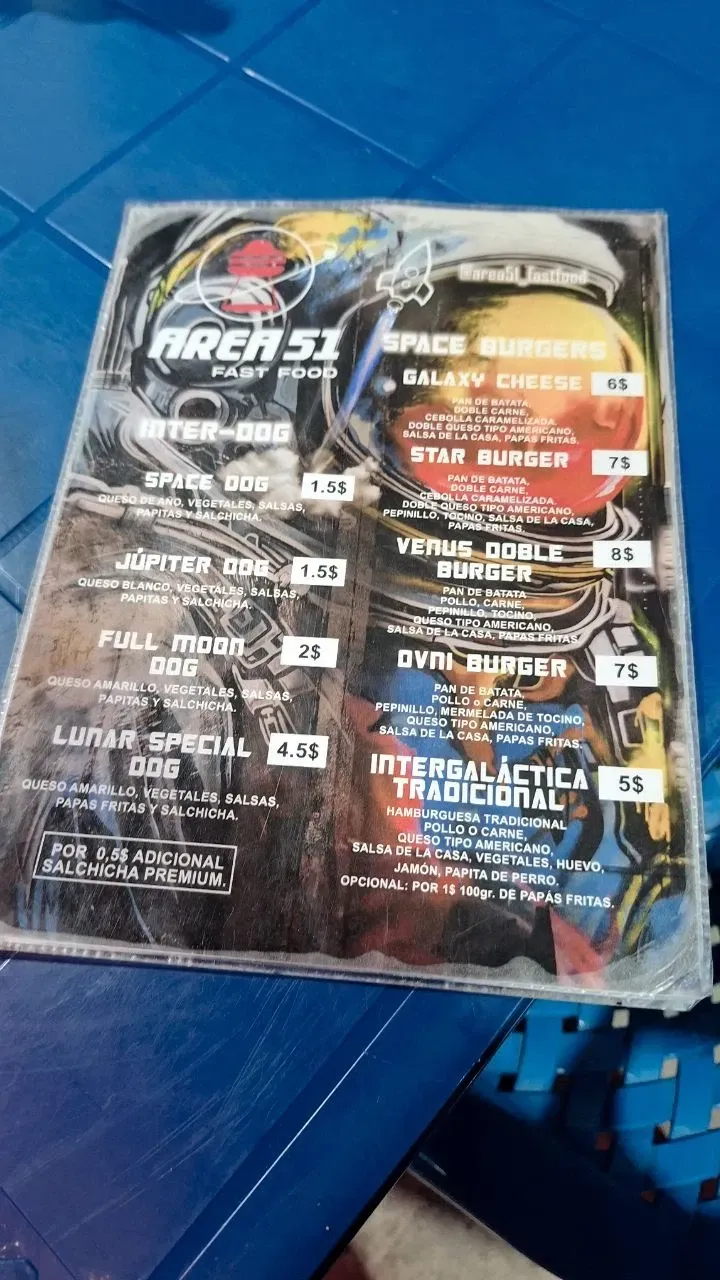 AREA 51
FAST FOOD
INTER-DOG
SPACE DOG 1.5$
QUESO DE AÑO, VEGETALES, SALSAS,
PAPITAS Y SALCHICHA.
JÚPITER DOG 1.5$
QUESO BLANCO, VEGETALES, SALSAS,
PAPITAS Y SALCHICHA.
FULL MOON 2$
DOG
QUESO AMARILLO, VEGETALES, SALSAS,
PAPITAS Y SALCHICHA.
LUNAR SPECIAL 4.5$
DOG
QUESO AMARILLO, VEGETALES, SALSAS,
PAPAS FRITAS Y SALCHICHA.
POR 0,5$ ADICIONAL
SALCHICHA PREMIUM.
@area51_fastfood
SPACE BURGERS
GALAXY CHEESE 6$
PAN DE BATATA,
DOBLE CARNE,
CEBOLLA CARAMELIZADA,
DOBLE QUESO TIPO AMERICANO,
SALSA DE LA CASA, PAPAS FRITAS.
STAR BURGER 7$
PAN DE BATATA,
DOBLE CARNE,
CEBOLLA CARAMELIZADA
DOBLE QUESO TIPO AMERICANO,
PEPINILLO, TOCINO, SALSA DE LA CASA,
PAPAS FRITAS.
VENUS DOBLE 8$
BURGER
PAN DE BATATA
POLLO, CARNE,
PEPINILLO, TOCINO,
QUESO TIPO AMERICANO,
SALSA DE LA CASA, PAPAS FRITAS.
OVNI BURGER 7$
PAN DE BATATA,
POLLO o CARNE,
PEPINILLO, MERMELADA DE TOCINO,
QUESO TIPO AMERICANO,
SALSA DE LA CASA, PAPAS FRITAS.
INTERGALÁCTICA 5$
TRADICIONAL
HAMBURGUESA TRADICIONAL
POLLO O CARNE,
QUESO TIPO AMERICANO,
SALSA DE LA CASA, VEGETALES, HUEVO,
JAMÓN, PAPITA DE PERRO.
OPCIONAL: POR 1$ 100gr. DE PAPÁS FRITAS.